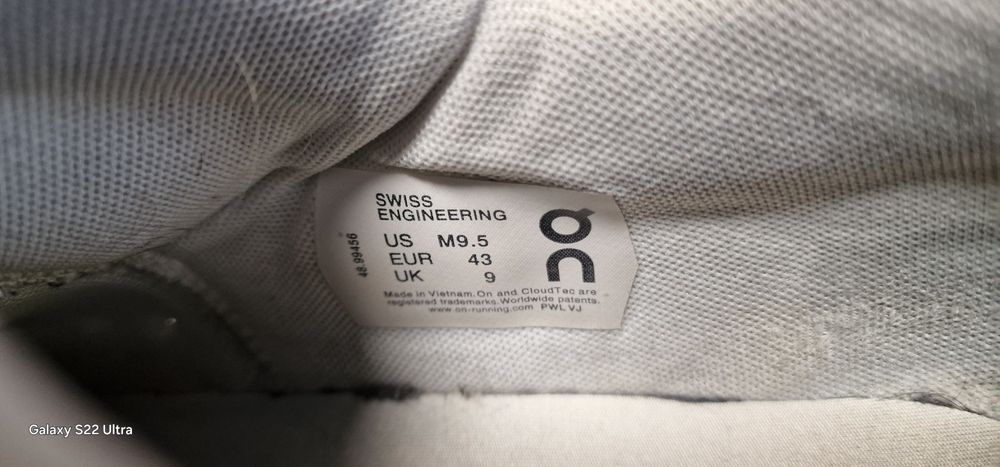 SWISS
ENGINEERING
US M9.5
EUR 43
UK 9
48.99456
On
Made in Vietnam. On and CloudTec are
registered trademarks. Worldwide patents.
www.on-running.com PWL VJ
Galaxy S22 Ultra